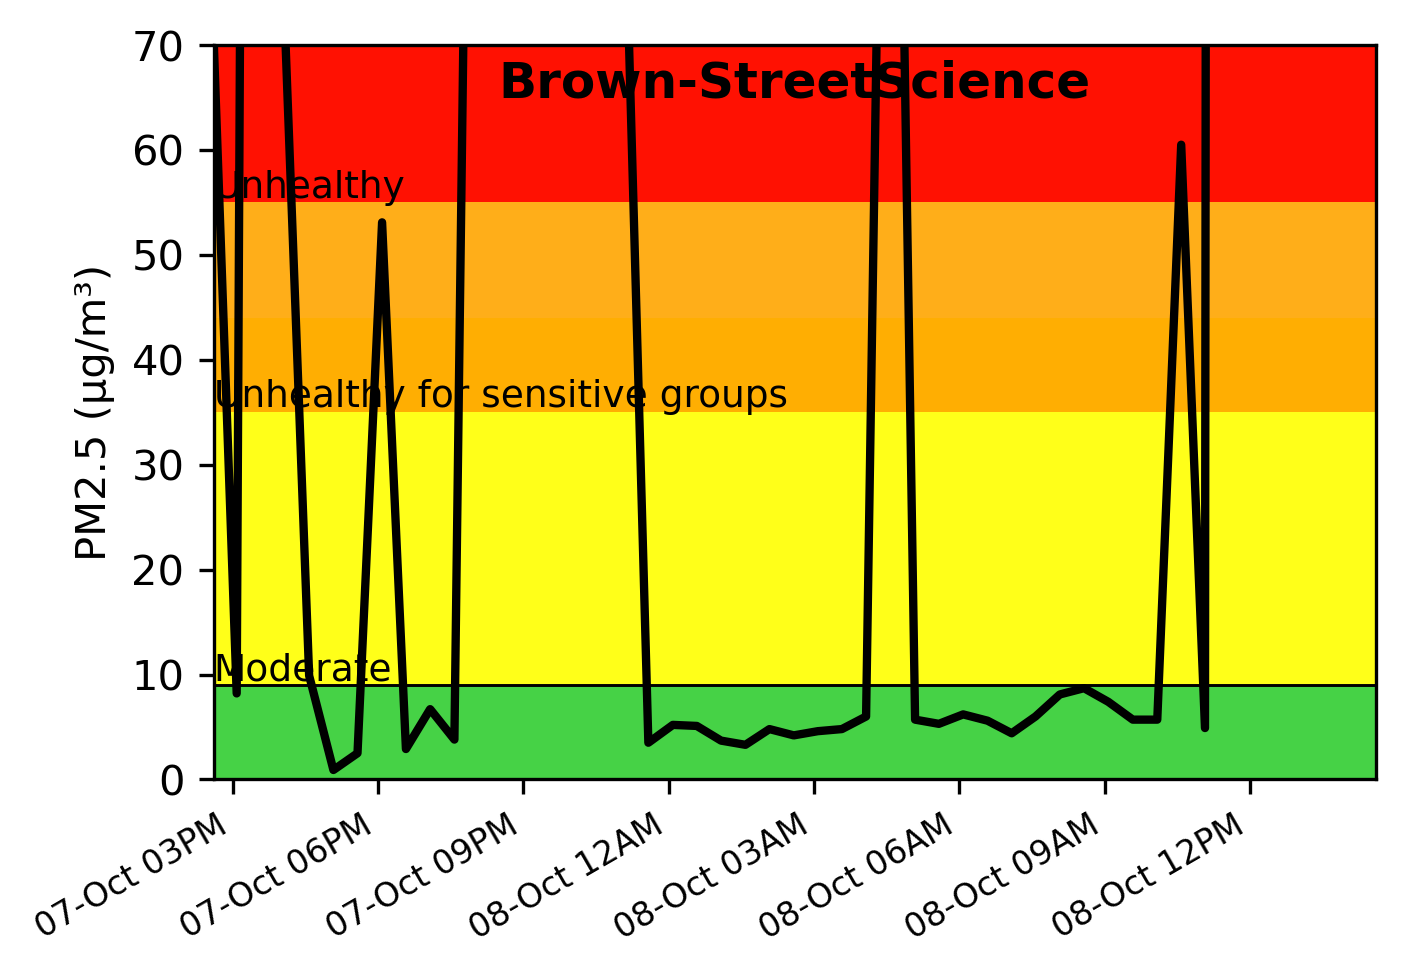 Brown-StreetScience
PM2.5 (µg/m³)
70
60
50
40
30
20
10
0
Unhealthy
Unhealthy for sensitive groups
Moderate
07-Oct 03PM
07-Oct 06PM
07-Oct 09PM
08-Oct 12AM
08-Oct 03AM
08-Oct 06AM
08-Oct 09AM
08-Oct 12PM